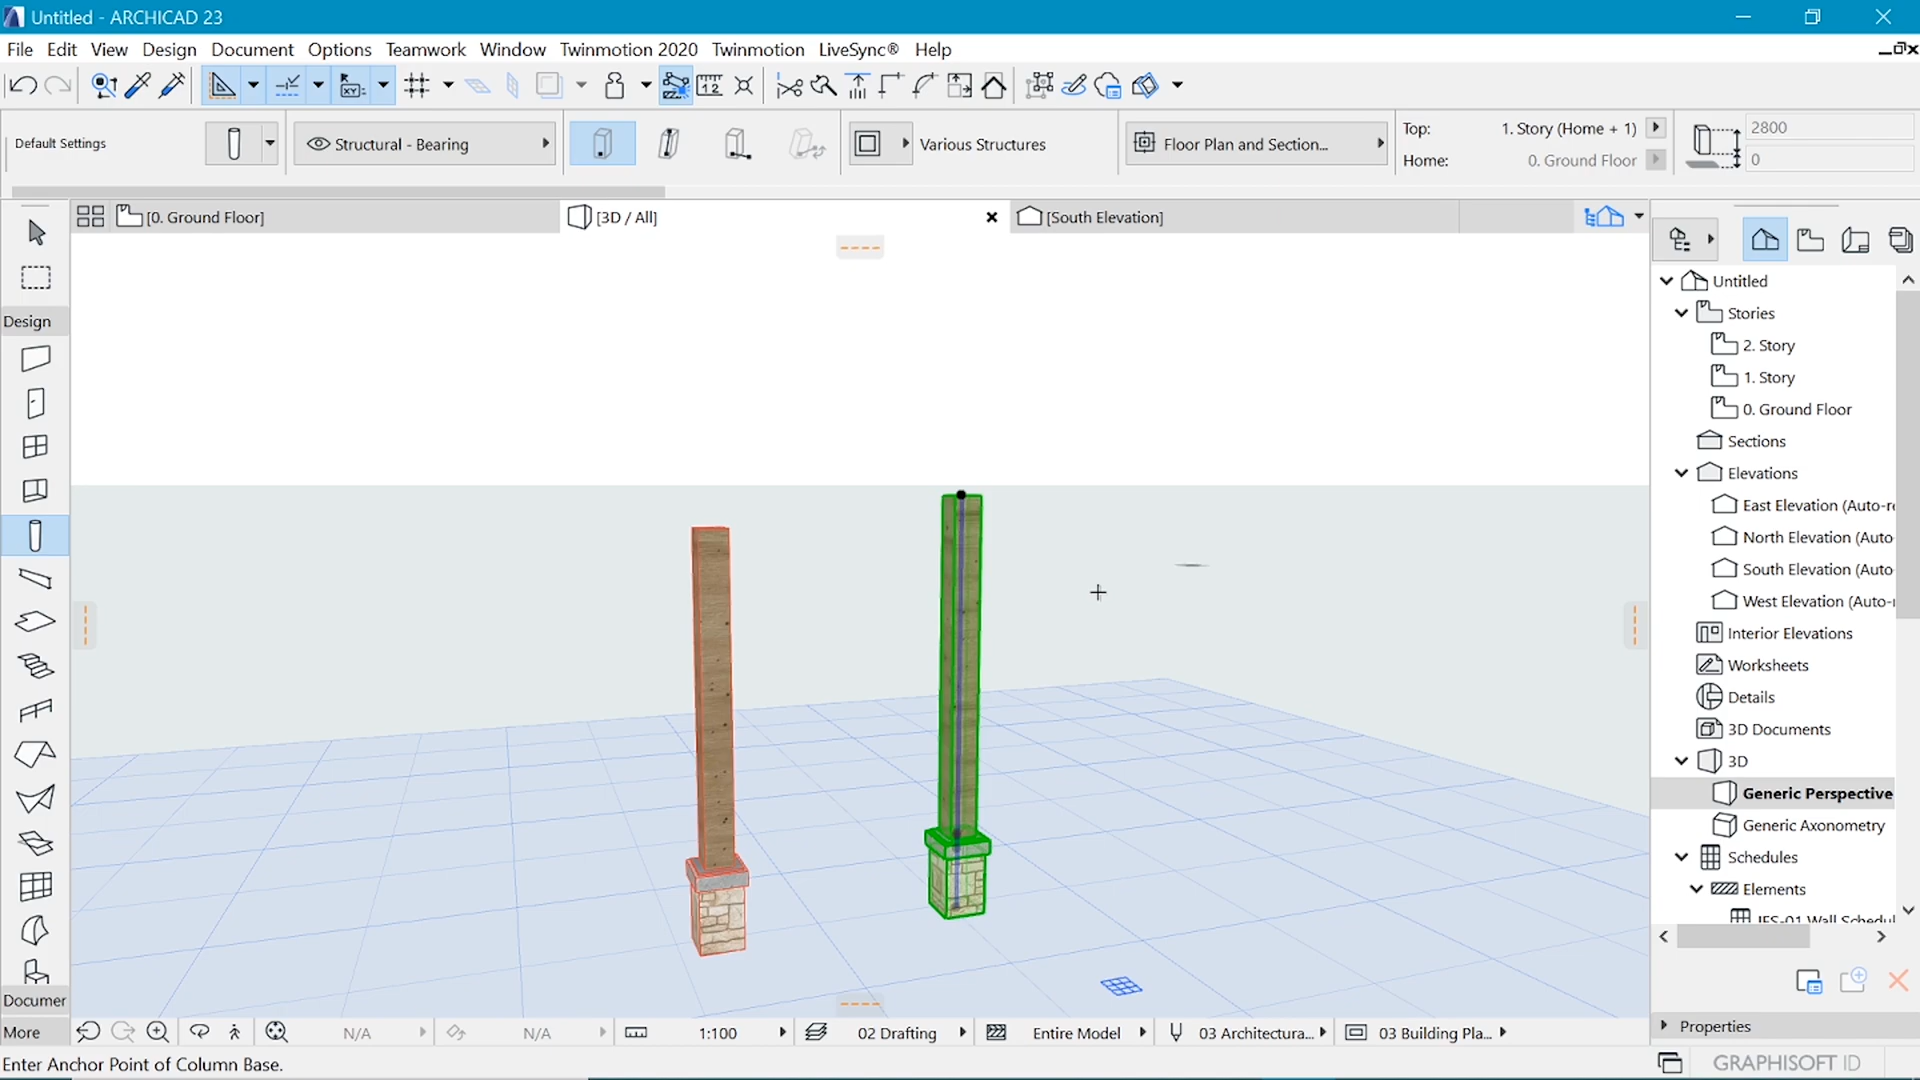 Untitled - ARCHICAD 23
File Edit View Design Document Options Teamwork Window Twinmotion 2020 Twinmotion LiveSync® Help
Default Settings
Structural - Bearing
Various Structures
Floor Plan and Section...
Top: 1. Story (Home + 1)
Home: 0. Ground Floor
2800
0
[0. Ground Floor]
[3D / All]
[South Elevation]
Design
Documer
More
Untitled
Stories
2. Story
1. Story
0. Ground Floor
Sections
Elevations
East Elevation (Auto-re
North Elevation (Auto
South Elevation (Auto
West Elevation (Auto-r
Interior Elevations
Worksheets
Details
3D Documents
3D
Generic Perspective
Generic Axonometry
Schedules
Elements
IES-01 Wall Schedul
Properties
N/A
N/A
1:100
02 Drafting
Entire Model
03 Architectura...
03 Building Pla...
Enter Anchor Point of Column Base.
GRAPHISOFT ID